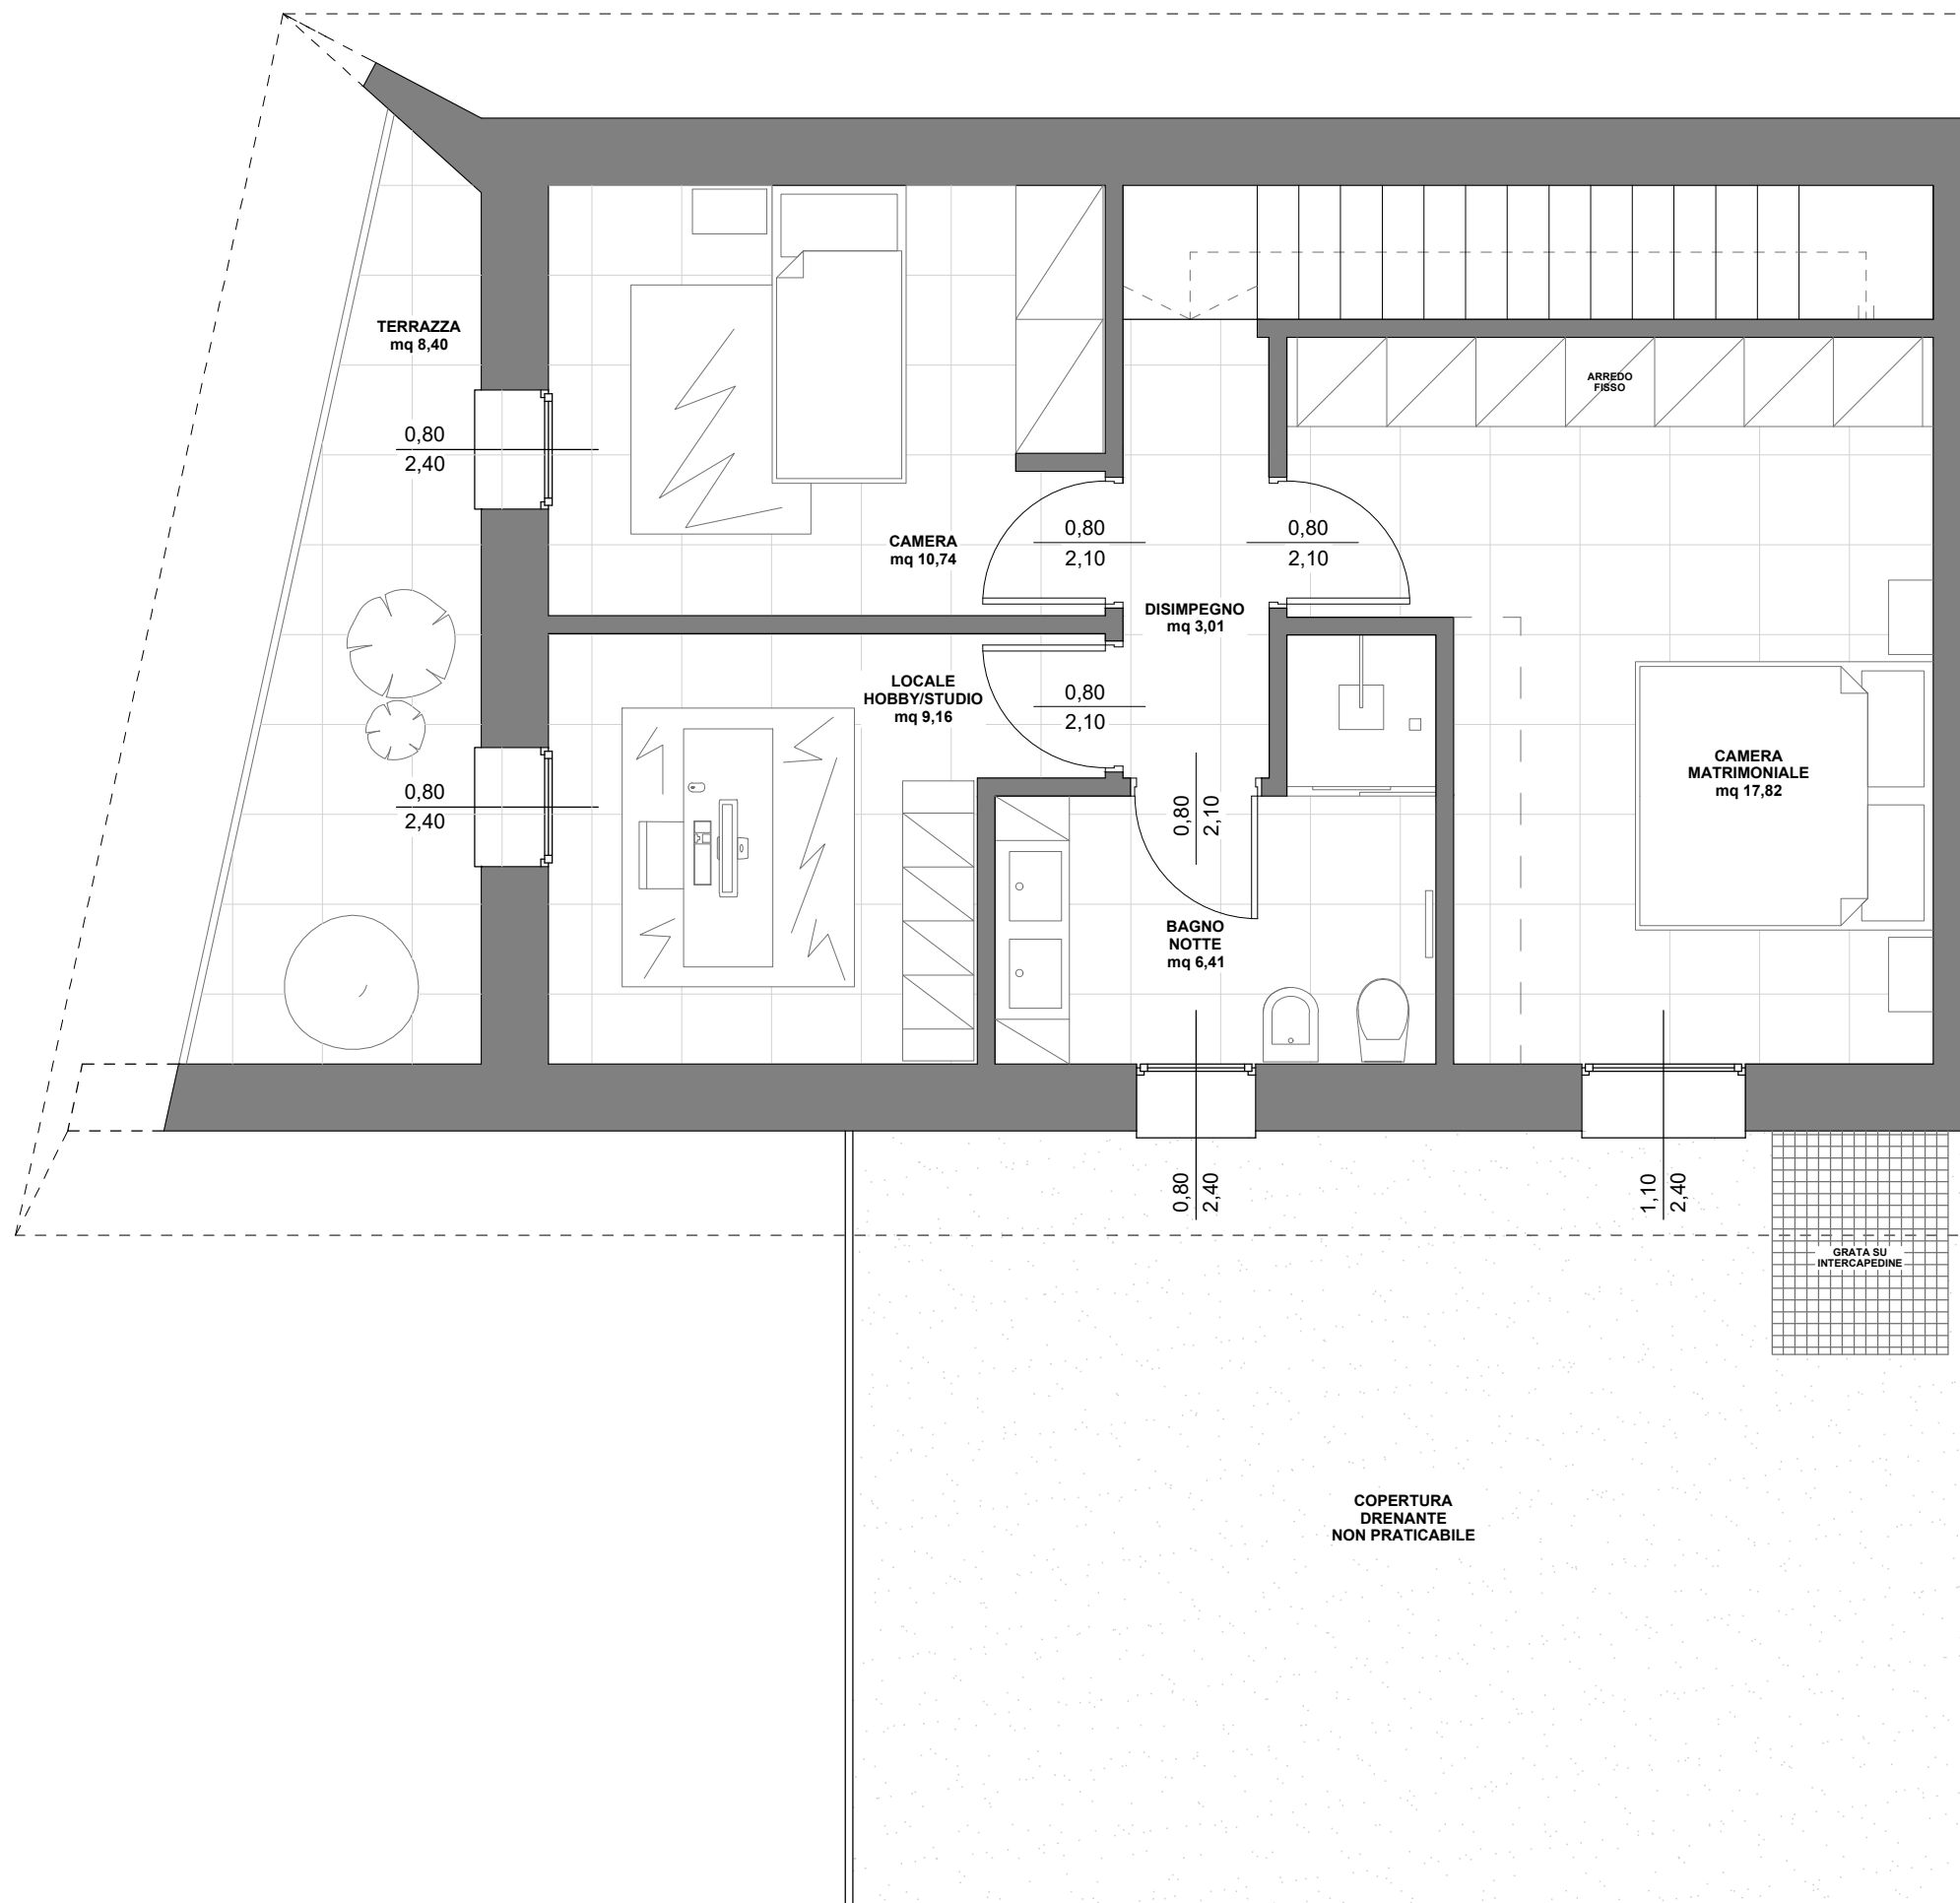 TERRAZZA
mq 8,40
ARREDO
FISSO
0,80
2,40
CAMERA
mq 10,74
0,80
2,10
0,80
2,10
DISIMPEGNO
mq 3,01
LOCALE
HOBBY/STUDIO
mq 9,16
0,80
2,10
CAMERA
MATRIMONIALE
mq 17,82
0,80
2,40
0,80
2,10
BAGNO
NOTTE
mq 6,41
0,80
2,40
1,10
2,40
GRATA SU
INTERCAPEDINE
COPERTURA
DRENANTE
NON PRATICABILE